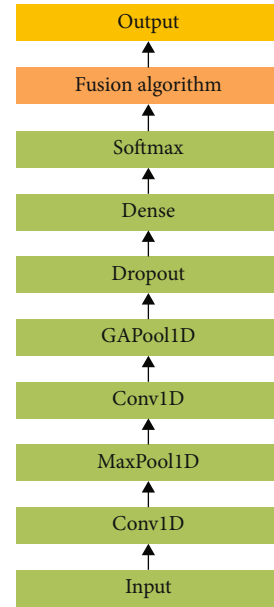 Output
Fusion algorithm
Softmax
Dense
Dropout
GAPool1D
Conv1D
MaxPool1D
Conv1D
Input